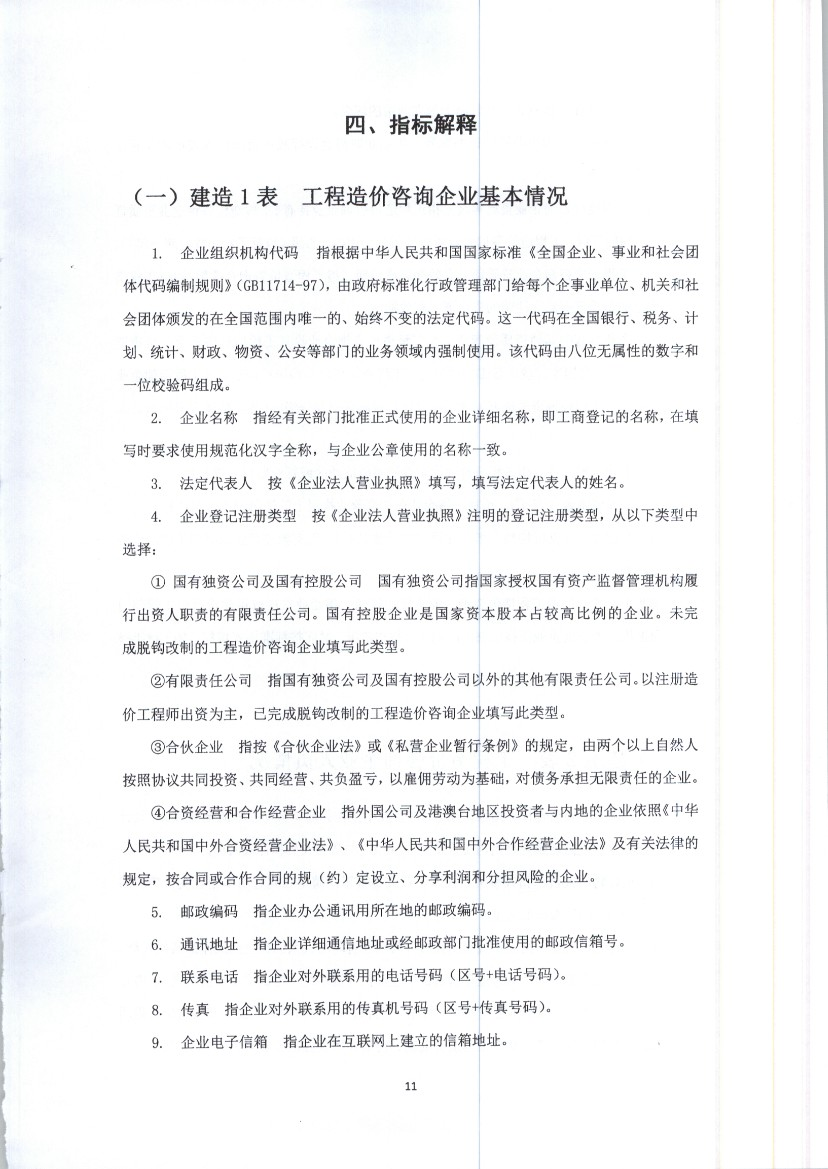 四、指标解释
（一）建造1表　工程造价咨询企业基本情况
1.　企业组织机构代码　指根据中华人民共和国国家标准《全国企业、事业和社会团
体代码编制规则》（GB11714-97），由政府标准化行政管理部门给每个企事业单位、机关和社
会团体颁发的在全国范围内唯一的、始终不变的法定代码。这一代码在全国银行、税务、计
划、统计、财政、物资、公安等部门的业务领域内强制使用。该代码由八位无属性的数字和
一位校验码组成。
2.　企业名称　指经有关部门批准正式使用的企业详细名称，即工商登记的名称，在填
写时要求使用规范化汉字全称，与企业公章使用的名称一致。
3.　法定代表人　按《企业法人营业执照》填写，填写法定代表人的姓名。
4.　企业登记注册类型　按《企业法人营业执照》注明的登记注册类型，从以下类型中
选择：
① 国有独资公司及国有控股公司　国有独资公司指国家授权国有资产监督管理机构履
行出资人职责的有限责任公司。国有控股企业是国家资本股本占较高比例的企业。未完
成脱钩改制的工程造价咨询企业填写此类型。
②有限责任公司　指国有独资公司及国有控股公司以外的其他有限责任公司。以注册造
价工程师出资为主，已完成脱钩改制的工程造价咨询企业填写此类型。
③合伙企业　指按《合伙企业法》或《私营企业暂行条例》的规定，由两个以上自然人
按照协议共同投资、共同经营、共负盈亏，以雇佣劳动为基础，对债务承担无限责任的企业。
④合资经营和合作经营企业　指外国公司及港澳台地区投资者与内地的企业依照《中华
人民共和国中外合资经营企业法》、《中华人民共和国中外合作经营企业法》及有关法律的
规定，按合同或合作合同的规（约）定设立、分享利润和分担风险的企业。
5.　邮政编码　指企业办公通讯用所在地的邮政编码。
6.　通讯地址　指企业详细通信地址或经邮政部门批准使用的邮政信箱号。
7.　联系电话　指企业对外联系用的电话号码（区号+电话号码）。
8.　传真　指企业对外联系用的传真机号码（区号+传真号码）。
9.　企业电子信箱　指企业在互联网上建立的信箱地址。
11